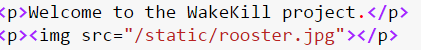 <p>Welcome to the WakeKill project.</p>
<p><img src="/static/rooster.jpg"></p>